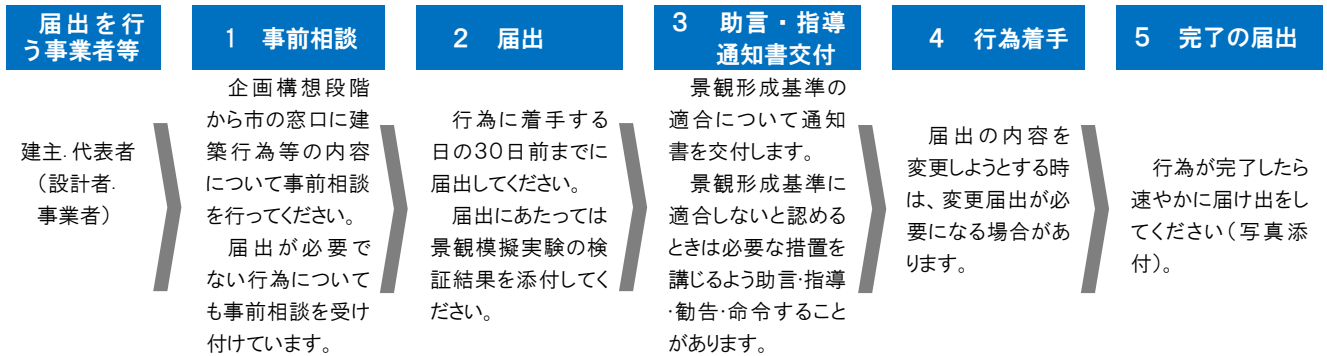 届出を行
う事業者等
建主.代表者
（設計者.
事業者）
1　事前相談
企画構想段階
から市の窓口に建
築行為等の内容
について事前相談
を行ってください。
届出が必要で
ない行為について
も事前相談を受け
付けています。
2　届出
行為に着手する
日の30日前までに
届出してください。
届出にあたっては
景観模擬実験の検
証結果を添付してく
ださい。
3　助言・指導
通知書交付
景観形成基準の
適合について通知
書を交付します。
景観形成基準に
適合しないと認める
ときは必要な措置を
講じるよう助言・指導
・勧告・命令すること
があります。
4　行為着手
届出の内容を
変更しようとする時
は、変更届出が必
要になる場合があ
ります。
5　完了の届出
行為が完了したら
速やかに届け出をし
てください（写真添
付）。